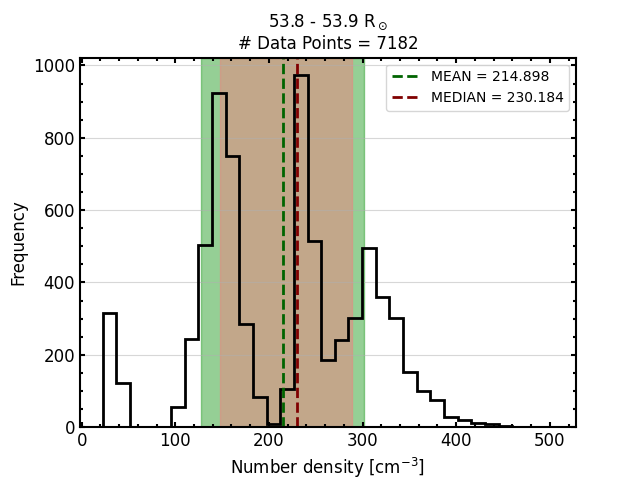 53.8 - 53.9 R⊙
# Data Points = 7182
MEAN = 214.898
MEDIAN = 230.184
Frequency
1000
800
600
400
200
0
0 100 200 300 400 500
Number density [cm⁻³]